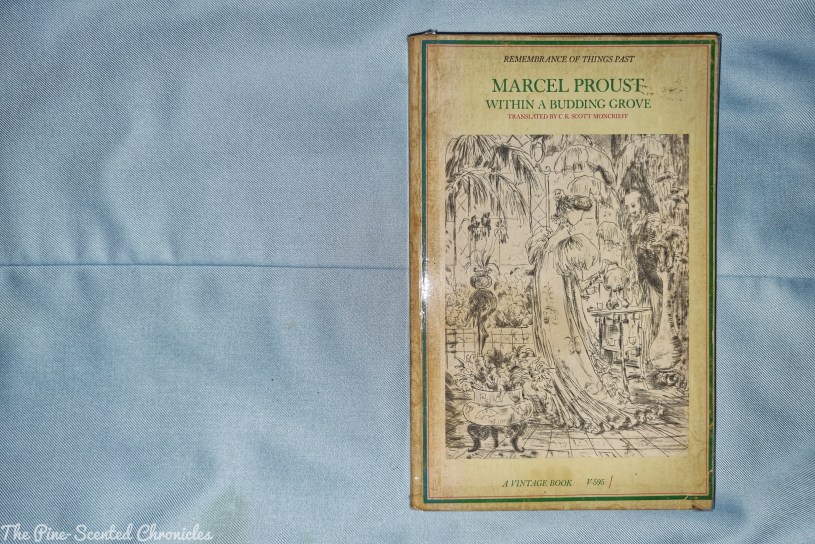 REMEMBRANCE OF THINGS PAST
MARCEL PROUST
WITHIN A BUDDING GROVE
TRANSLATED BY C. K. SCOTT MONCRIEFF
A VINTAGE BOOK V-595
The Pine-Scented Chronicles